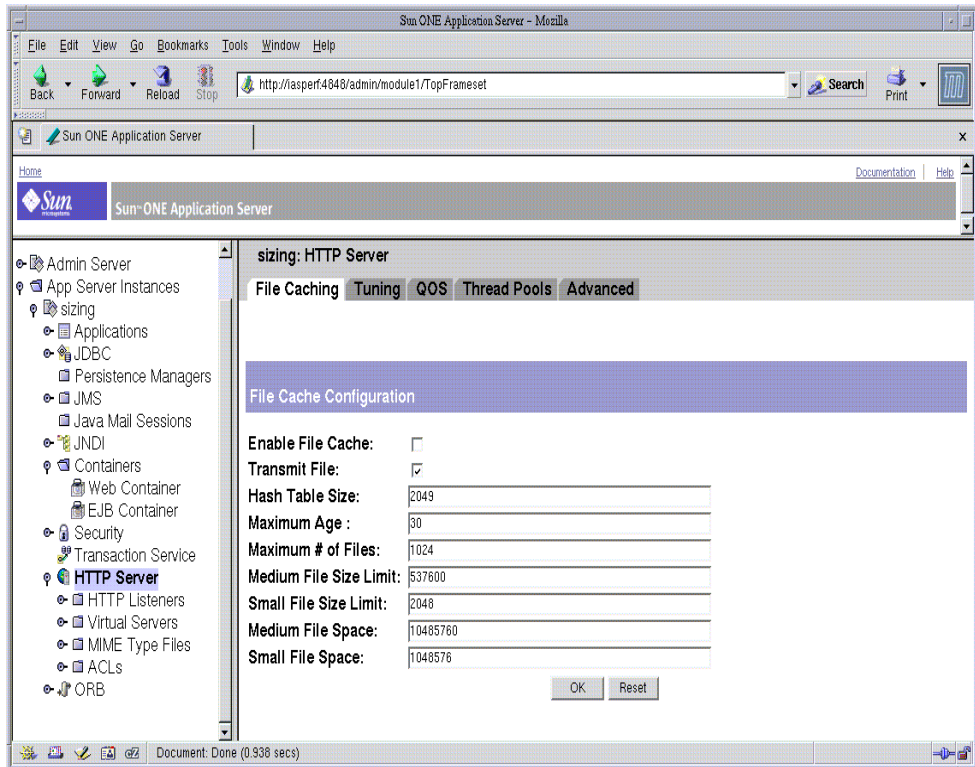 Sun ONE Application Server - Mozilla
File Edit View Go Bookmarks Tools Window Help
Back Forward Reload Stop http://iasperf:4848/admin/module1/TopFrameset Search Print
Sun ONE Application Server X
Home Documentation Help
Sun microsystems Sun™ ONE Application Server
Admin Server
App Server Instances
sizing
Applications
JDBC
Persistence Managers
JMS
Java Mail Sessions
JNDI
Containers
Web Container
EJB Container
Security
Transaction Service
HTTP Server
HTTP Listeners
Virtual Servers
MIME Type Files
ACLs
ORB
sizing: HTTP Server
File Caching Tuning QOS Thread Pools Advanced
File Cache Configuration
Enable File Cache:
Transmit File:
Hash Table Size: 2049
Maximum Age : 30
Maximum # of Files: 1024
Medium File Size Limit: 537600
Small File Size Limit: 2048
Medium File Space: 10485760
Small File Space: 1048576
OK Reset
Document: Done (0.938 secs)